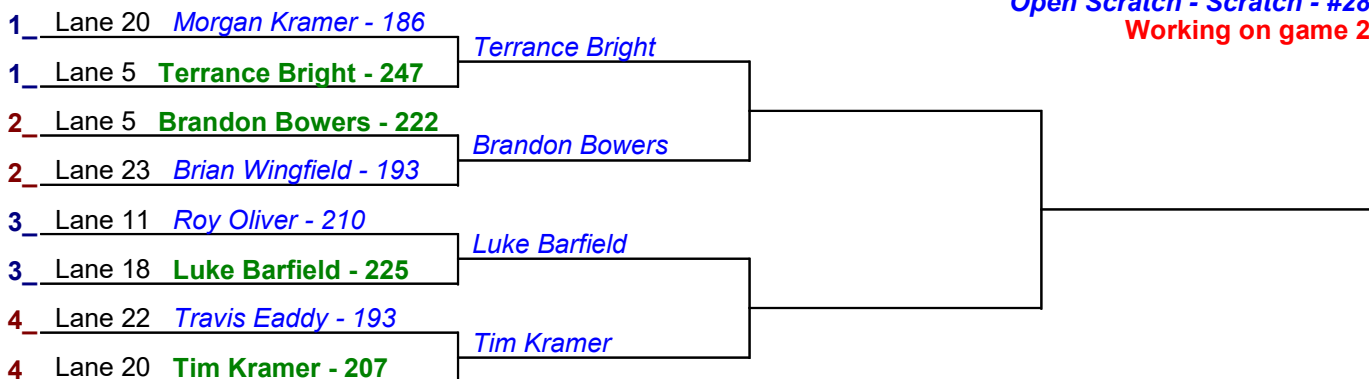 Open Scratch - Scratch - #28
Working on game 2
1_ Lane 20 Morgan Kramer - 186
Terrance Bright
1_ Lane 5 Terrance Bright - 247
2_ Lane 5 Brandon Bowers - 222
Brandon Bowers
2_ Lane 23 Brian Wingfield - 193
3_ Lane 11 Roy Oliver - 210
Luke Barfield
3_ Lane 18 Luke Barfield - 225
4_ Lane 22 Travis Eaddy - 193
Tim Kramer
4 Lane 20 Tim Kramer - 207